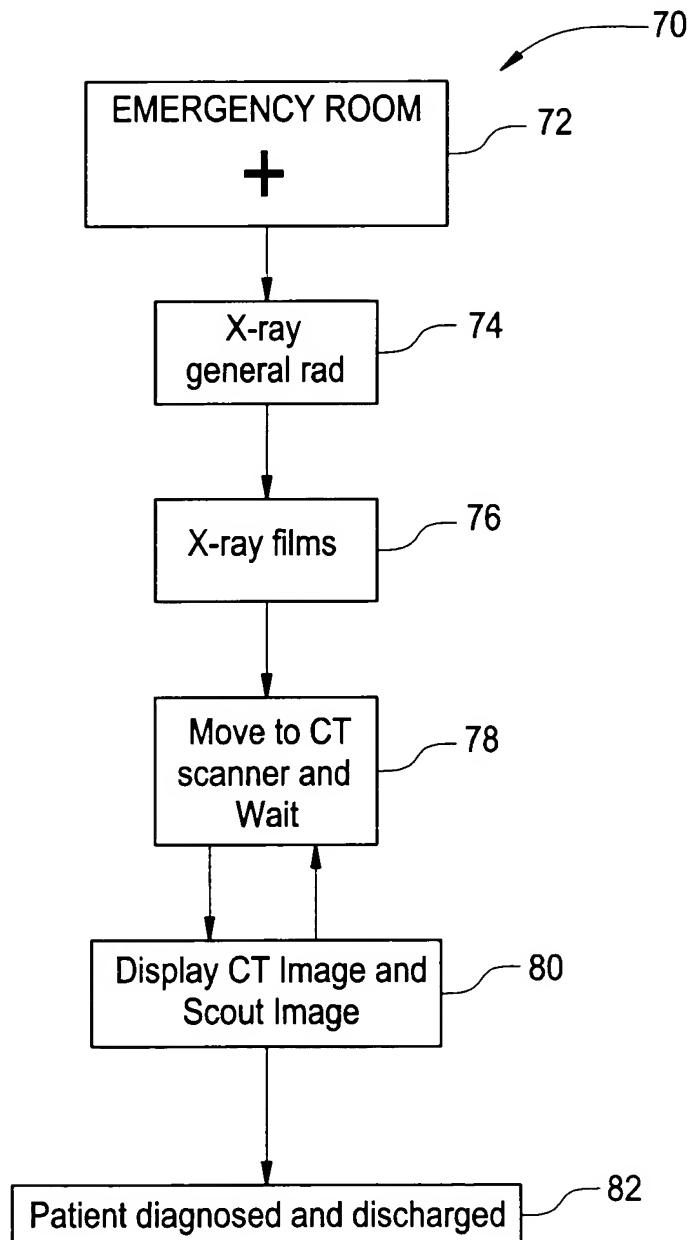 70
EMERGENCY ROOM
72
X-ray
general rad
74
X-ray films
76
Move to CT
scanner and
Wait
78
Display CT Image and
Scout Image
80
Patient diagnosed and discharged
82